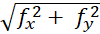 √(f_x^2 + f_y^2)